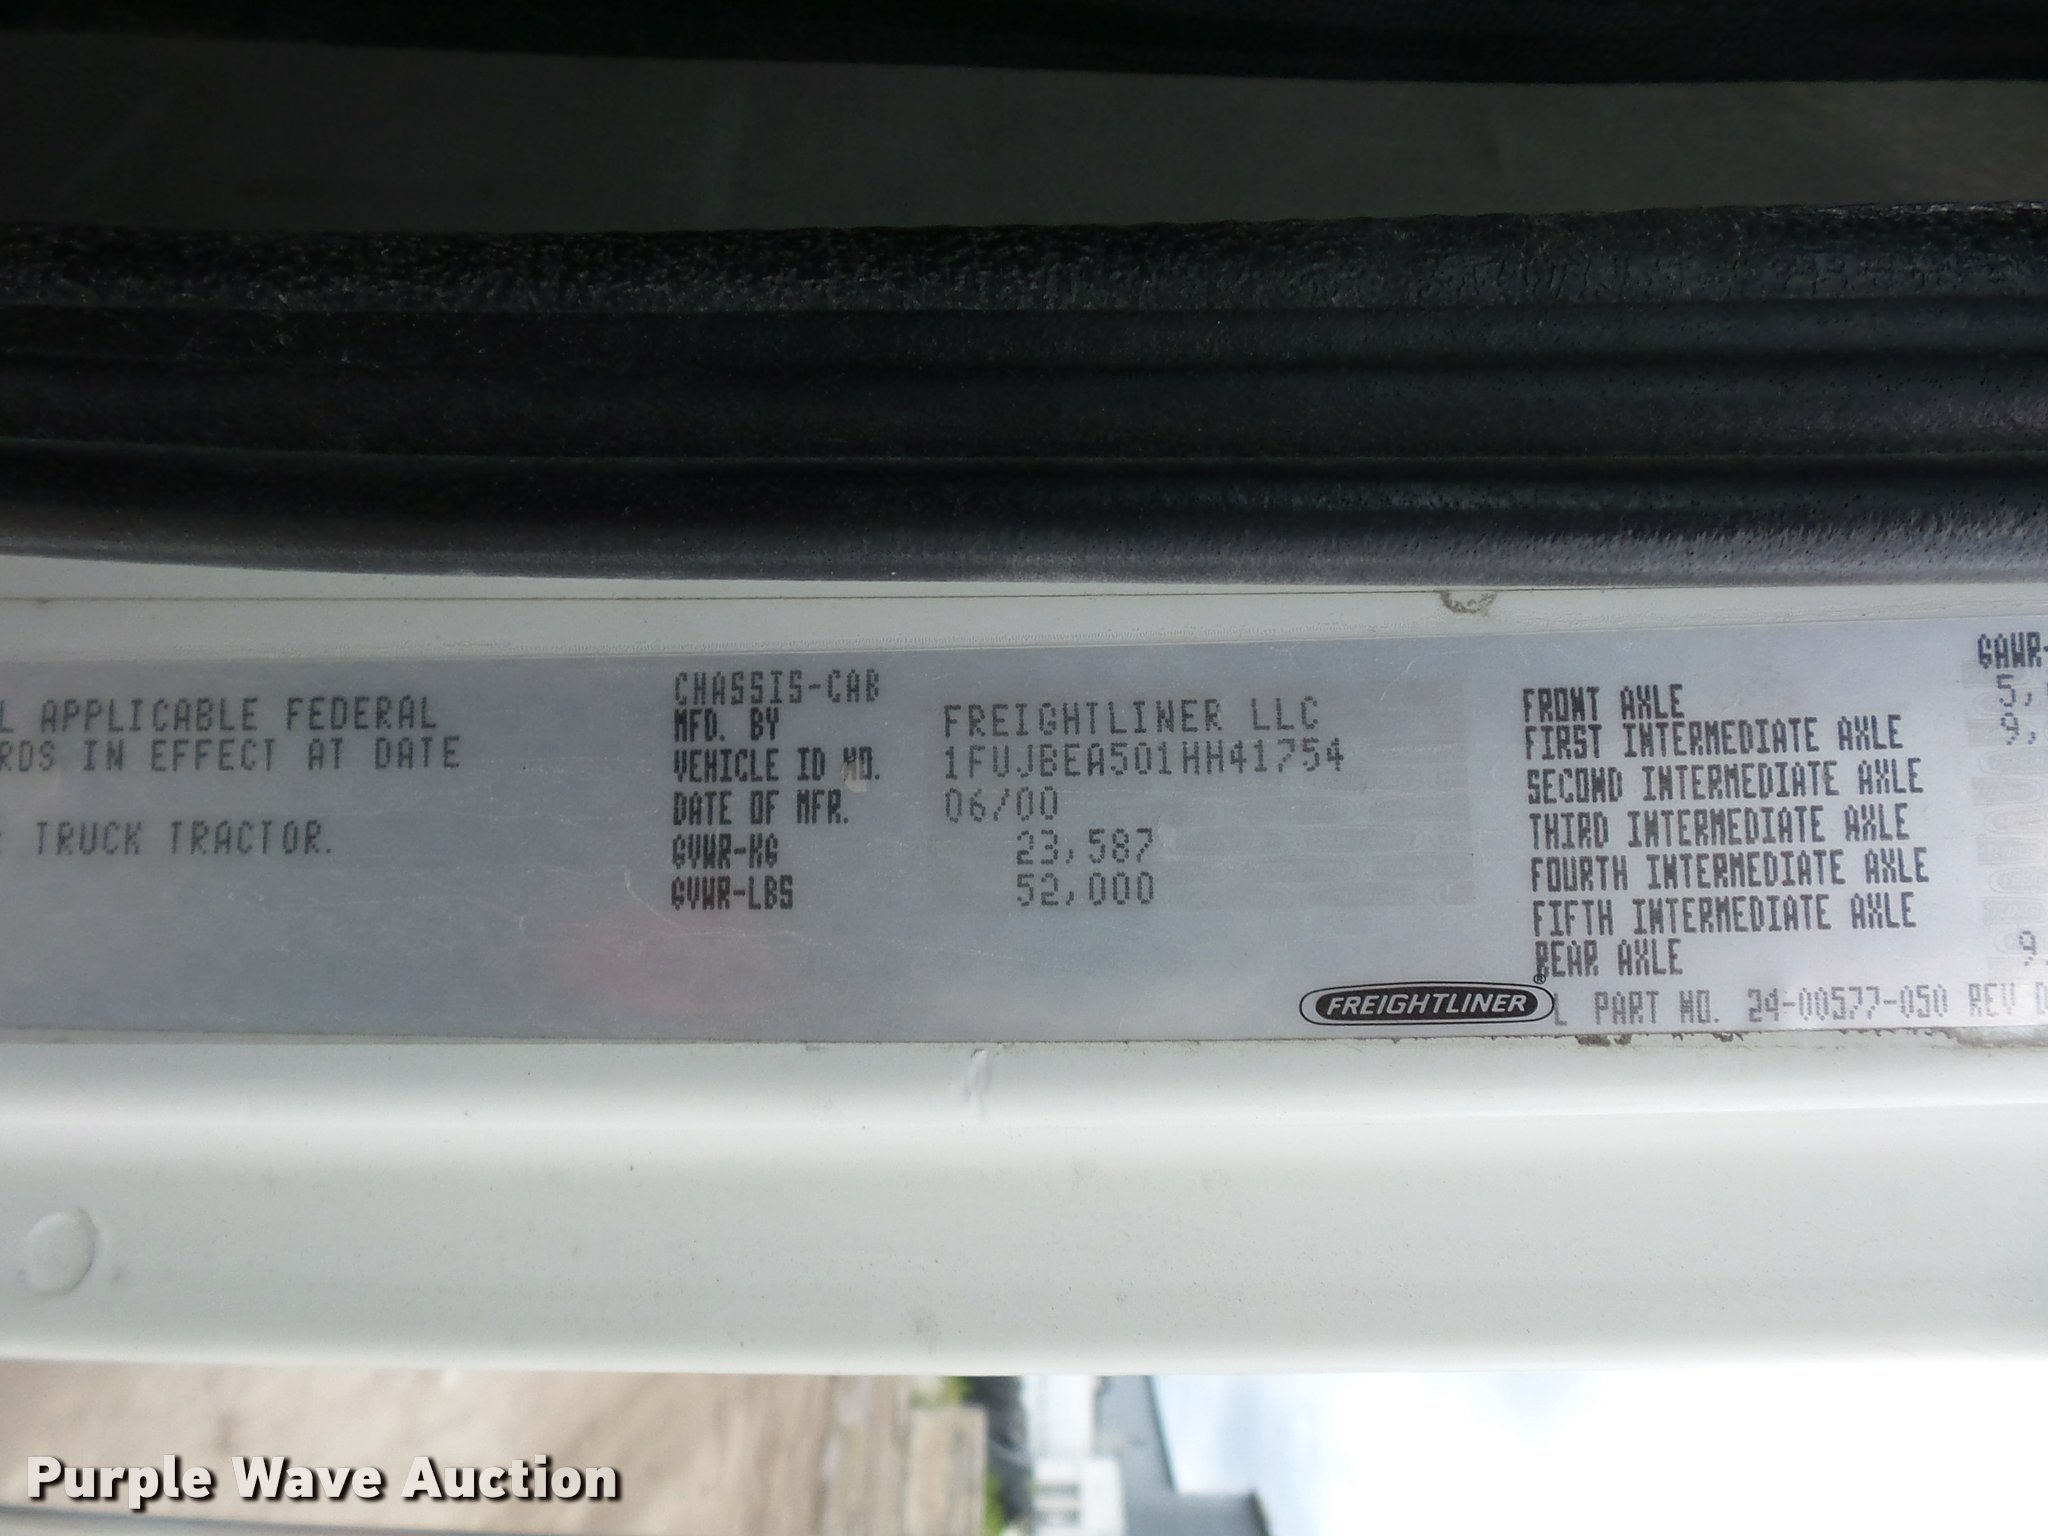 L APPLICABLE FEDERAL
RDS IN EFFECT AT DATE
TRUCK TRACTOR.
CHASSIS-CAB
MFD. BY FREIGHTLINER LLC
VEHICLE ID NO. 1FUJBEA501HH41754
DATE OF MFR. 06/00
GVWR-KG 23,587
GVWR-LBS 52,000
GAWR-
FRONT AXLE 5,
FIRST INTERMEDIATE AXLE 9,
SECOND INTERMEDIATE AXLE
THIRD INTERMEDIATE AXLE
FOURTH INTERMEDIATE AXLE
FIFTH INTERMEDIATE AXLE
REAR AXLE 9,
FREIGHTLINER® L PART NO. 24-00577-050 REV
Purple Wave Auction